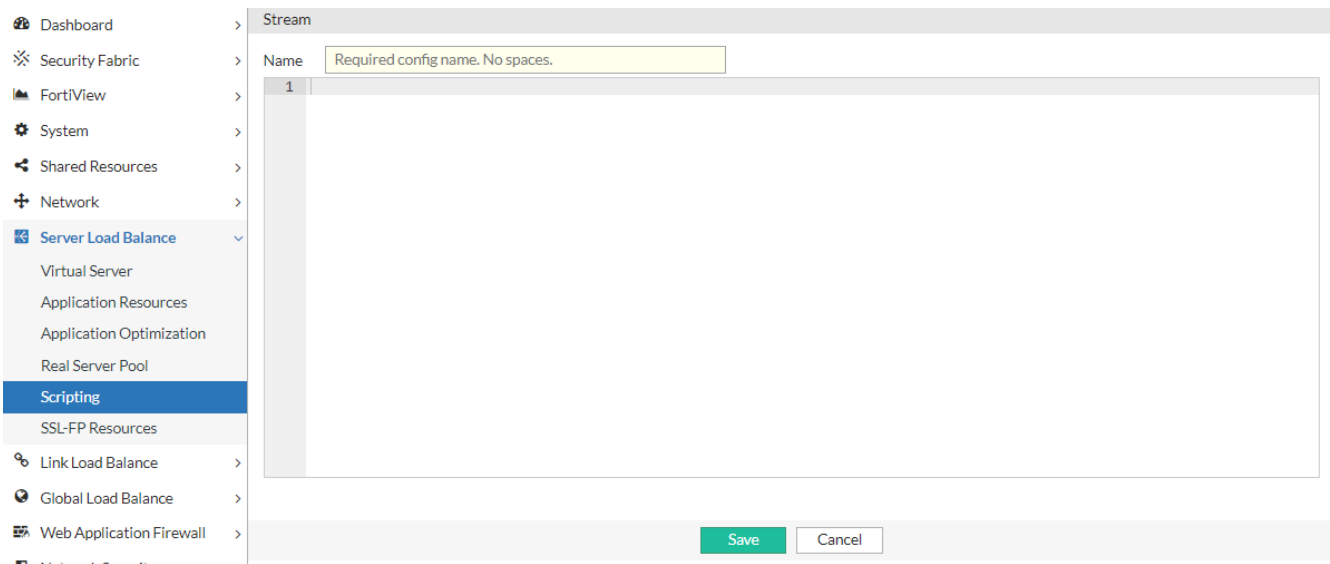 Dashboard
Security Fabric
FortiView
System
Shared Resources
Network
Server Load Balance
Virtual Server
Application Resources
Application Optimization
Real Server Pool
Scripting
SSL-FP Resources
Link Load Balance
Global Load Balance
Web Application Firewall
Stream
Name Required config name. No spaces.
1
Save Cancel